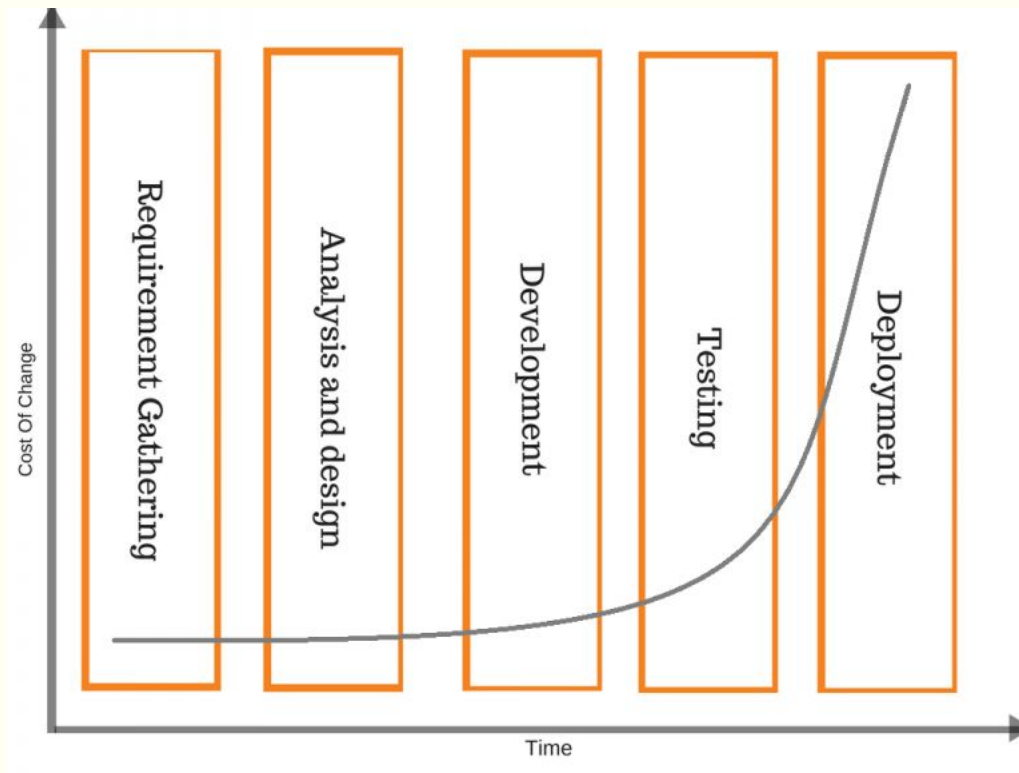 Cost Of Change
Requirement Gathering
Analysis and design
Development
Testing
Deployment
Time